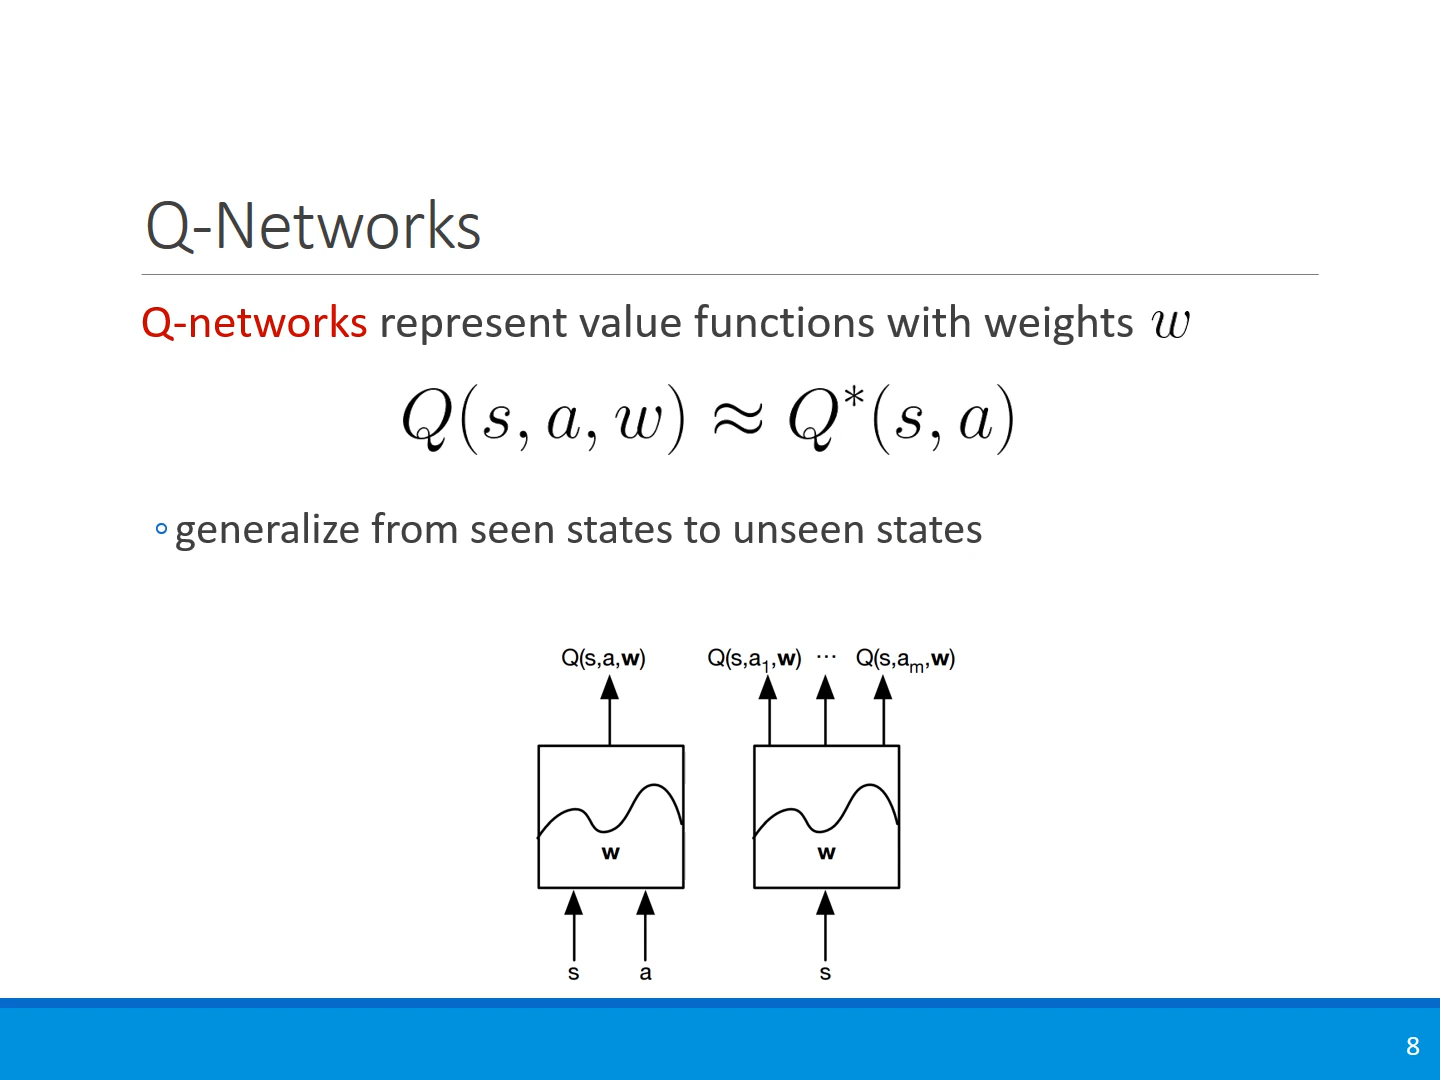 Q-Networks
Q-networks represent value functions with weights w
Q(s, a, w) ≈ Q*(s, a)
◦ generalize from seen states to unseen states
Q(s,a,w) Q(s,a₁,w) ··· Q(s,aₘ,w)
w w
s a s
8